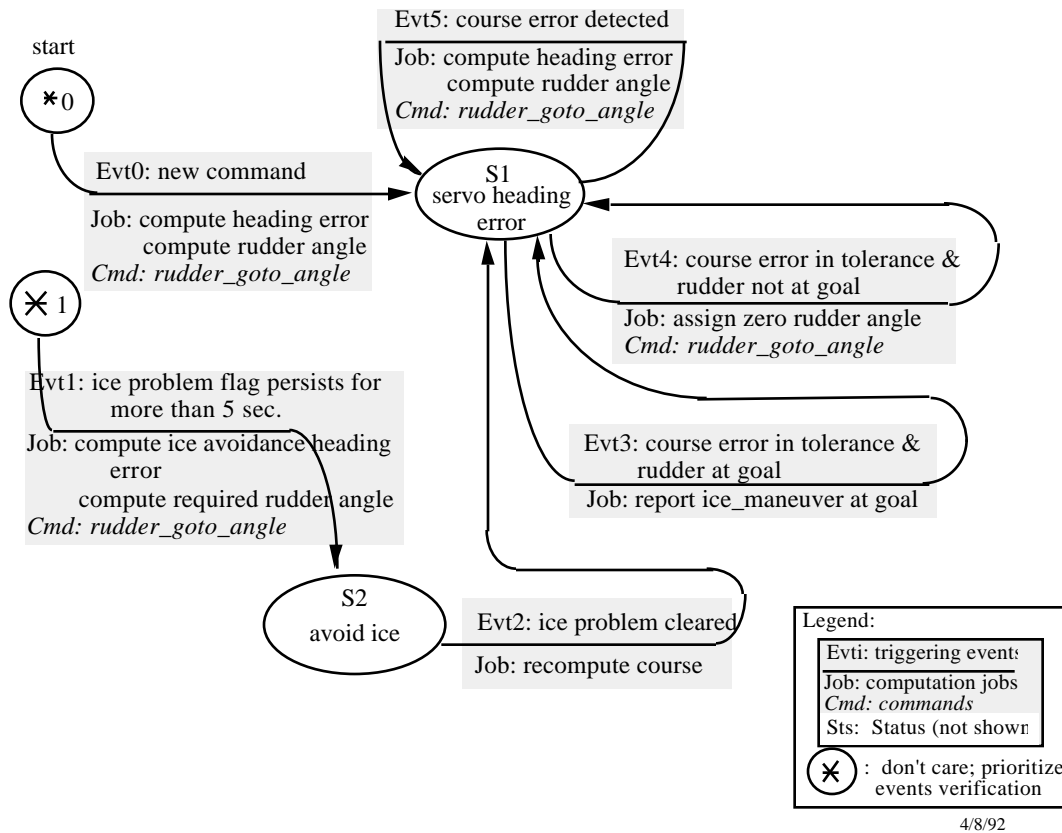 start
* 0
Evt0: new command
Job: compute heading error
compute rudder angle
Cmd: rudder_goto_angle
Evt5: course error detected
Job: compute heading error
compute rudder angle
Cmd: rudder_goto_angle
S1
servo heading
error
Evt4: course error in tolerance &
rudder not at goal
Job: assign zero rudder angle
Cmd: rudder_goto_angle
* 1
Evt1: ice problem flag persists for
more than 5 sec.
Job: compute ice avoidance heading
error
compute required rudder angle
Cmd: rudder_goto_angle
Evt3: course error in tolerance &
rudder at goal
Job: report ice_maneuver at goal
S2
avoid ice
Evt2: ice problem cleared
Job: recompute course
Legend:
Evti: triggering events
Job: computation jobs
Cmd: commands
Sts: Status (not shown
* : don't care; prioritize
events verification
4/8/92